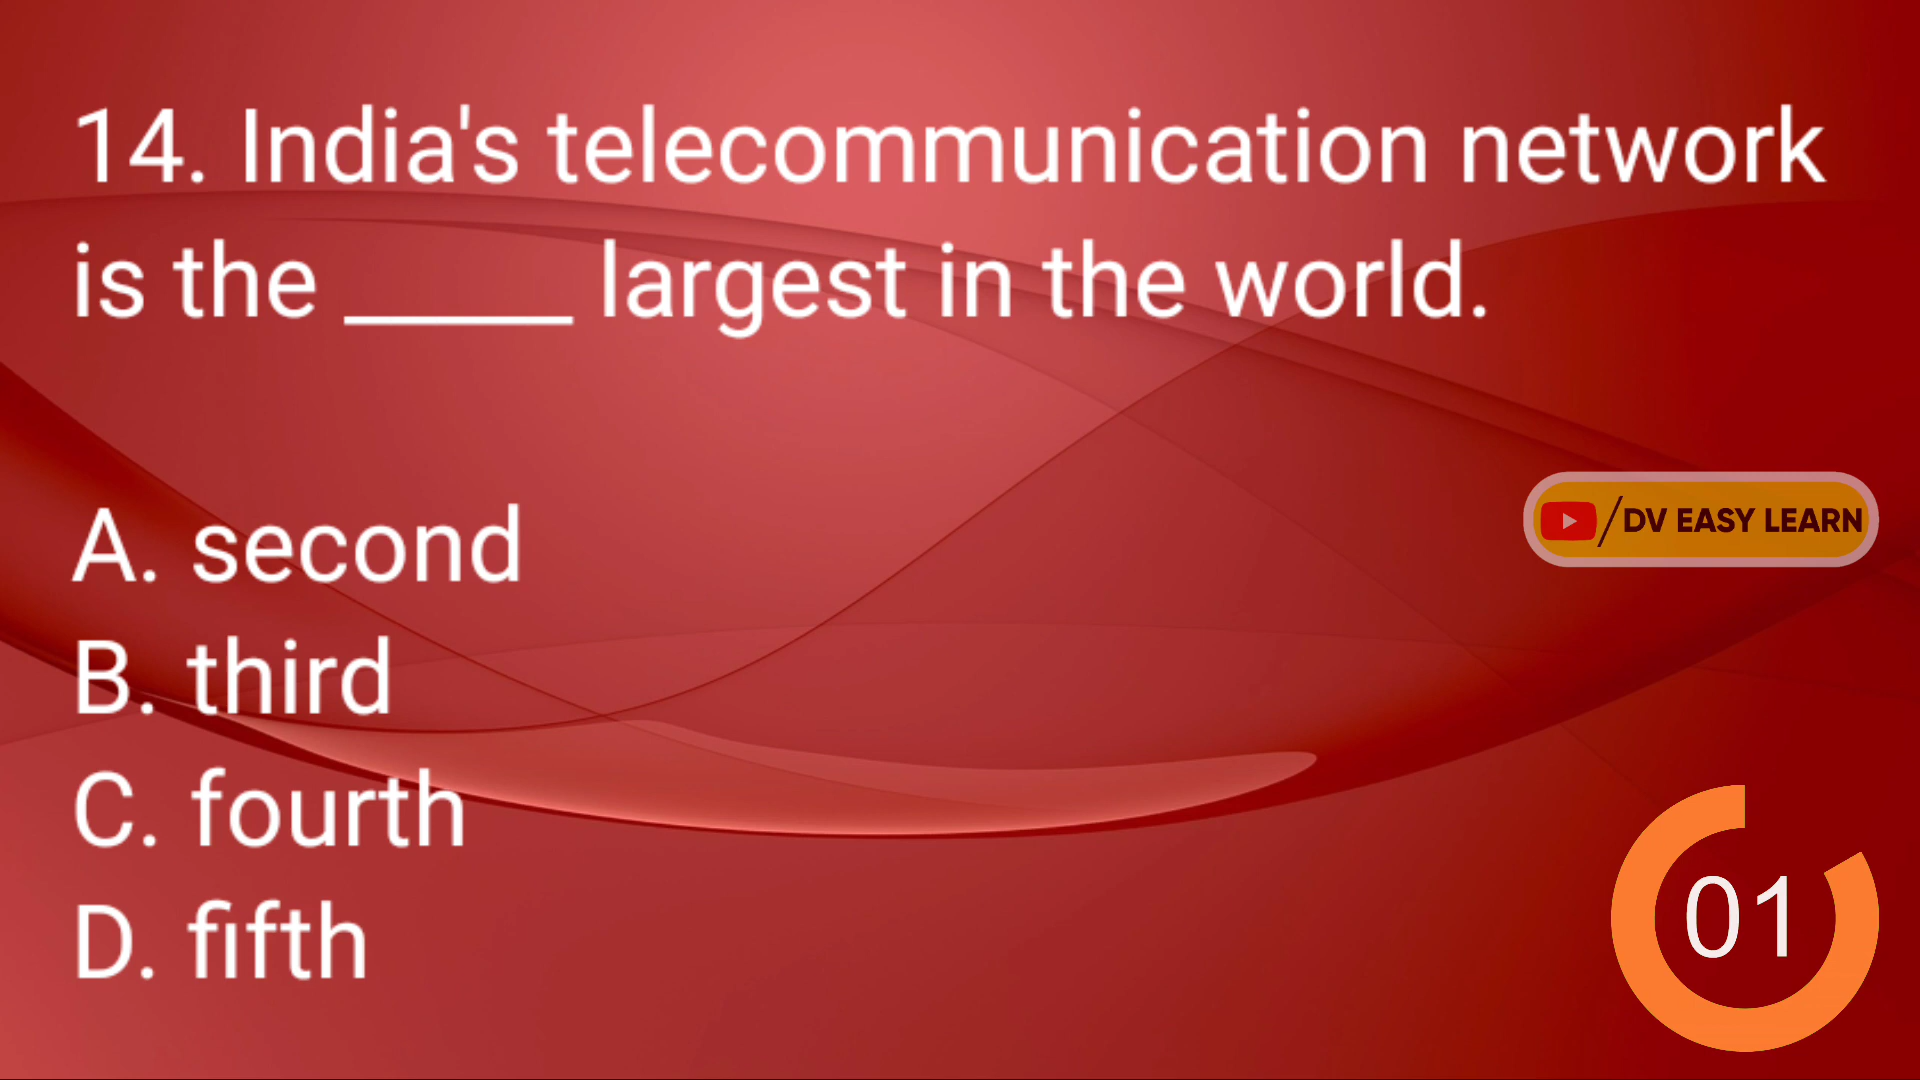 14. India's telecommunication network
is the _____ largest in the world.
A. second
B. third
C. fourth
D. fifth
/DV EASY LEARN
01